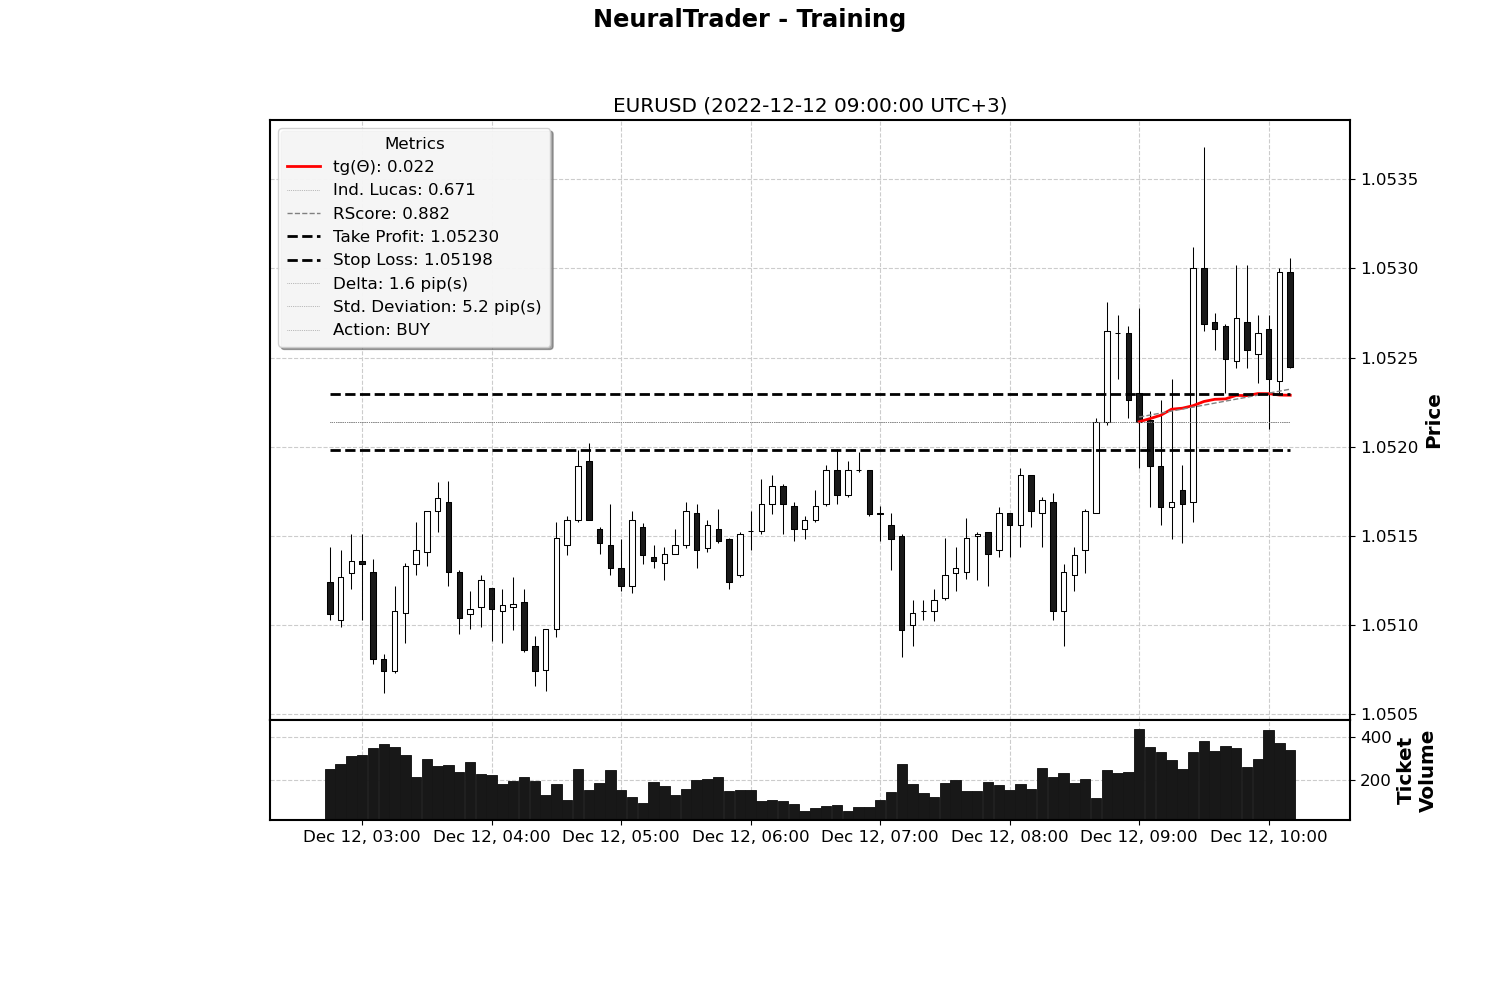 NeuralTrader - Training
EURUSD (2022-12-12 09:00:00 UTC+3)
Metrics
tg(Θ): 0.022
Ind. Lucas: 0.671
RScore: 0.882
Take Profit: 1.05230
Stop Loss: 1.05198
Delta: 1.6 pip(s)
Std. Deviation: 5.2 pip(s)
Action: BUY
1.0535
1.0530
1.0525
1.0520
1.0515
1.0510
1.0505
Price
400
200
Ticket
Volume
Dec 12, 03:00 Dec 12, 04:00 Dec 12, 05:00 Dec 12, 06:00 Dec 12, 07:00 Dec 12, 08:00 Dec 12, 09:00 Dec 12, 10:00